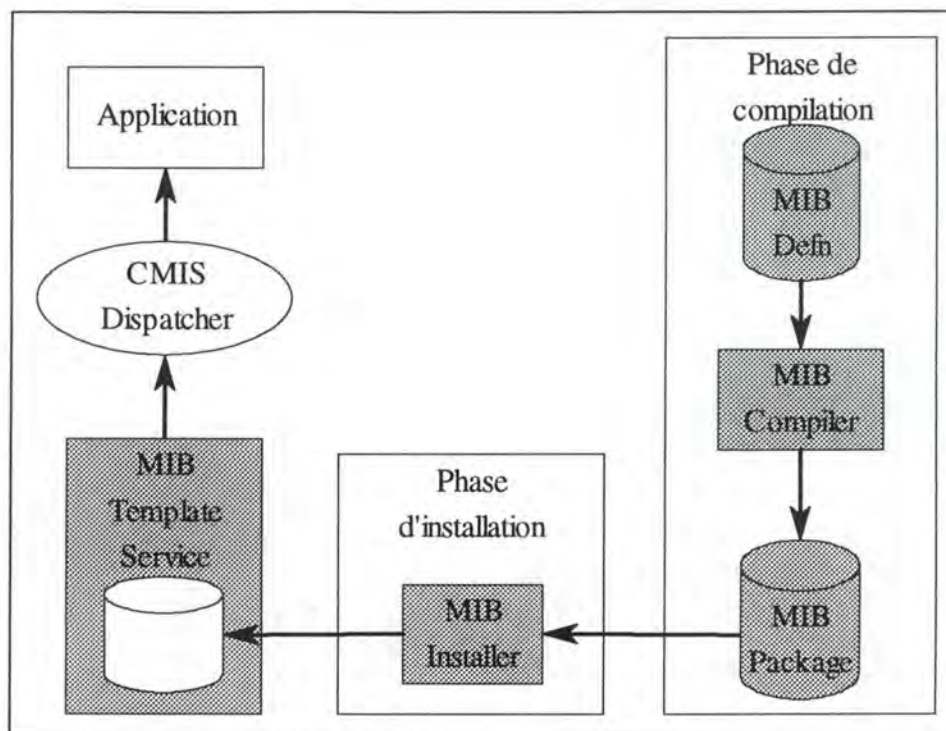 Application
CMIS
Dispatcher
MIB
Template
Service
Phase
d'installation
MIB
Installer
Phase de
compilation
MIB
Defn
MIB
Compiler
MIB
Package